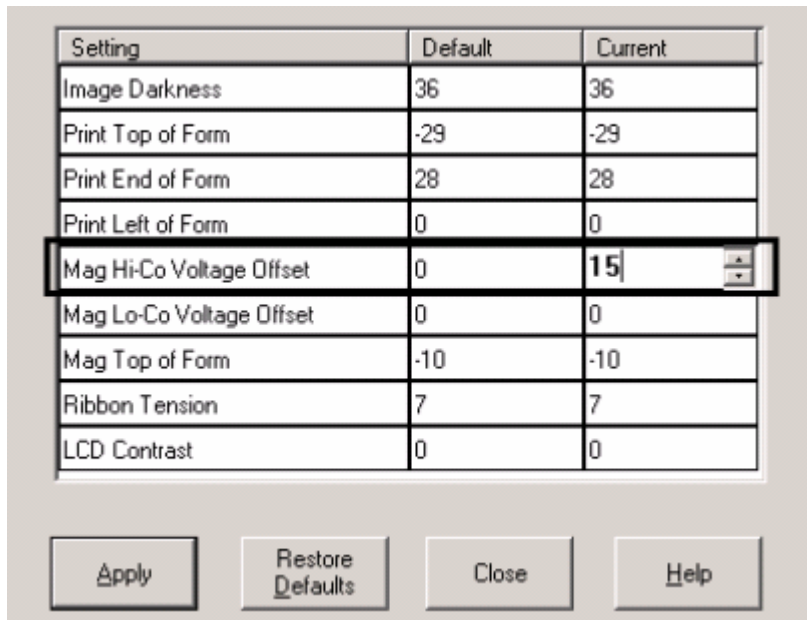 Setting Default Current
Image Darkness 36 36
Print Top of Form -29 -29
Print End of Form 28 28
Print Left of Form 0 0
Mag Hi-Co Voltage Offset 0 15
Mag Lo-Co Voltage Offset 0 0
Mag Top of Form -10 -10
Ribbon Tension 7 7
LCD Contrast 0 0
Apply Restore Defaults Close Help